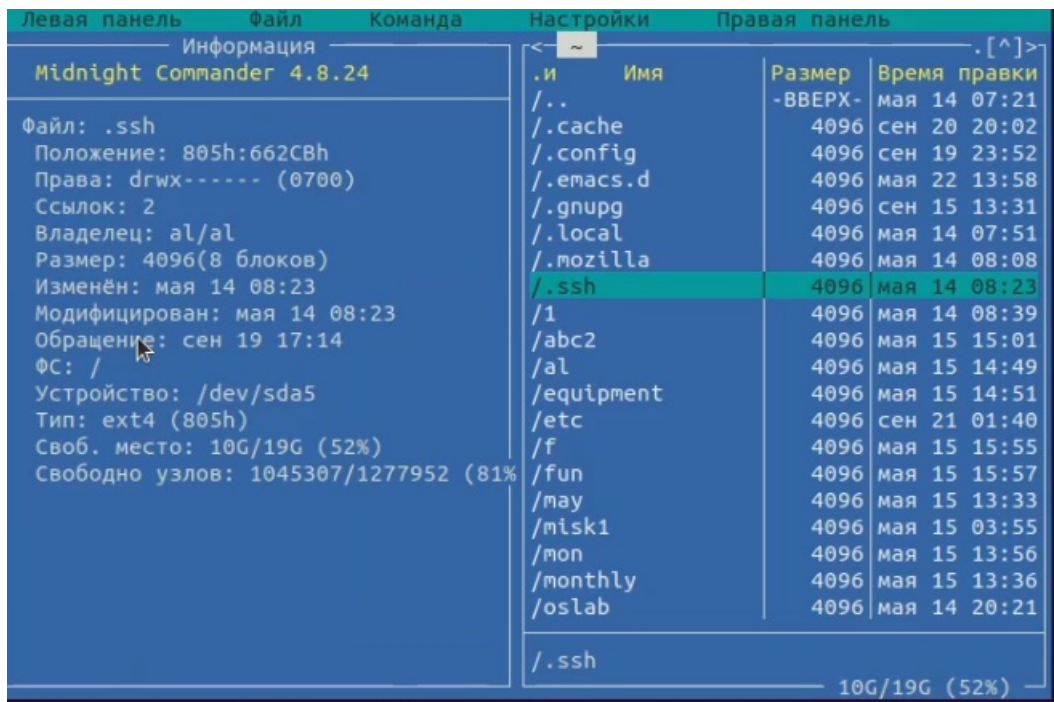 Левая панель Файл Команда Настройки Правая панель
Информация
Midnight Commander 4.8.24
Файл: .ssh
Положение: 805h:662CBh
Права: drwx------ (0700)
Ссылок: 2
Владелец: al/al
Размер: 4096(8 блоков)
Изменён: мая 14 08:23
Модифицирован: мая 14 08:23
Обращение: сен 19 17:14
ФС: /
Устройство: /dev/sda5
Тип: ext4 (805h)
Своб. место: 10G/19G (52%)
Свободно узлов: 1045307/1277952 (81%
<- ~ .[^]>
.и Имя Размер Время правки
/.. -ВВЕРХ- мая 14 07:21
/.cache 4096 сен 20 20:02
/.config 4096 сен 19 23:52
/.emacs.d 4096 мая 22 13:58
/.gnupg 4096 сен 15 13:31
/.local 4096 мая 14 07:51
/.mozilla 4096 мая 14 08:08
/.ssh 4096 мая 14 08:23
/1 4096 мая 14 08:39
/abc2 4096 мая 15 15:01
/al 4096 мая 15 14:49
/equipment 4096 мая 15 14:51
/etc 4096 сен 21 01:40
/f 4096 мая 15 15:55
/fun 4096 мая 15 15:57
/may 4096 мая 15 13:33
/misk1 4096 мая 15 03:55
/mon 4096 мая 15 13:56
/monthly 4096 мая 15 13:36
/oslab 4096 мая 14 20:21
/.ssh
10G/19G (52%)